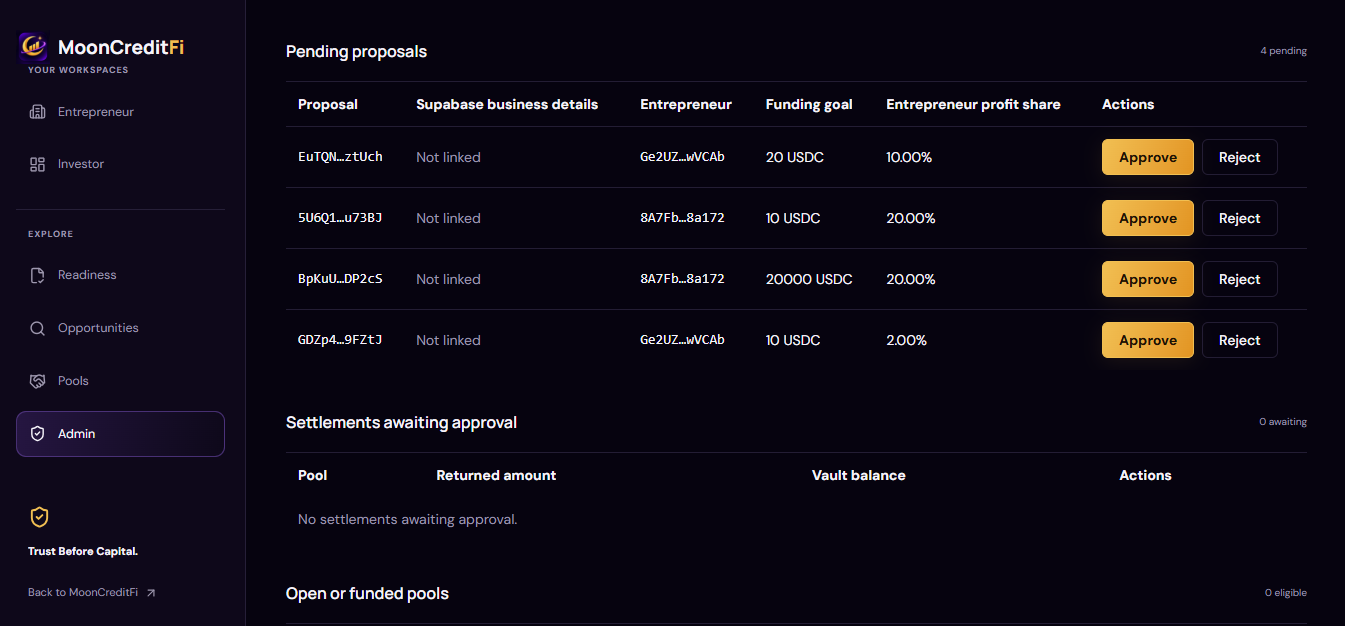 MoonCreditFi
YOUR WORKSPACES
Entrepreneur
Investor
EXPLORE
Readiness
Opportunities
Pools
Admin
Trust Before Capital.
Back to MoonCreditFi
Pending proposals 4 pending
Proposal Supabase business details Entrepreneur Funding goal Entrepreneur profit share Actions
EuTQN…ztUch Not linked Ge2UZ…wVCAb 20 USDC 10.00% Approve Reject
5U6Q1…u73BJ Not linked 8A7Fb…8a172 10 USDC 20.00% Approve Reject
BpKuU…DP2cS Not linked 8A7Fb…8a172 20000 USDC 20.00% Approve Reject
GDZp4…9FZtJ Not linked Ge2UZ…wVCAb 10 USDC 2.00% Approve Reject
Settlements awaiting approval 0 awaiting
Pool Returned amount Vault balance Actions
No settlements awaiting approval.
Open or funded pools 0 eligible